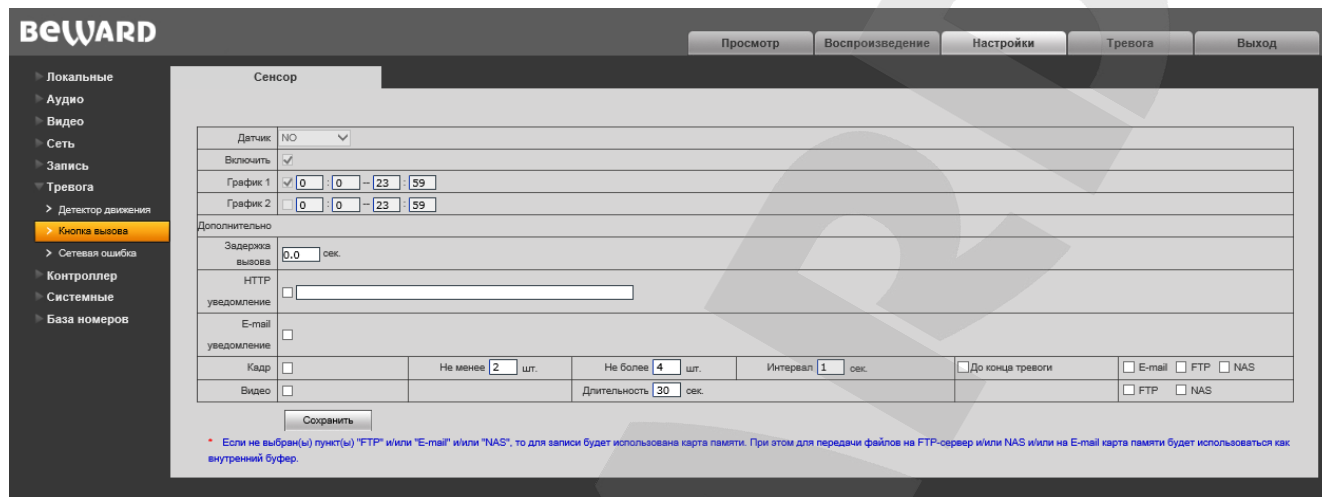 BEWARD
Просмотр Воспроизведение Настройки Тревога Выход
Локальные
Аудио
Видео
Сеть
Запись
Тревога
Детектор движения
Кнопка вызова
Сетевая ошибка
Контроллер
Системные
База номеров
Сенсор
Датчик NO
Включить
График 1 0 : 0 – 23 : 59
График 2 0 : 0 – 23 : 59
Дополнительно
Задержка
вызова 0.0 сек.
HTTP
уведомление
E-mail
уведомление
Кадр Не менее 2 шт. Не более 4 шт. Интервал 1 сек. До конца тревоги E-mail FTP NAS
Видео Длительность 30 сек. FTP NAS
Сохранить
* Если не выбран(ы) пункт(ы) "FTP" и/или "E-mail" и/или "NAS", то для записи будет использована карта памяти. При этом для передачи файлов на FTP-сервер и/или NAS и/или на E-mail карта памяти будет использоваться как
внутренний буфер.